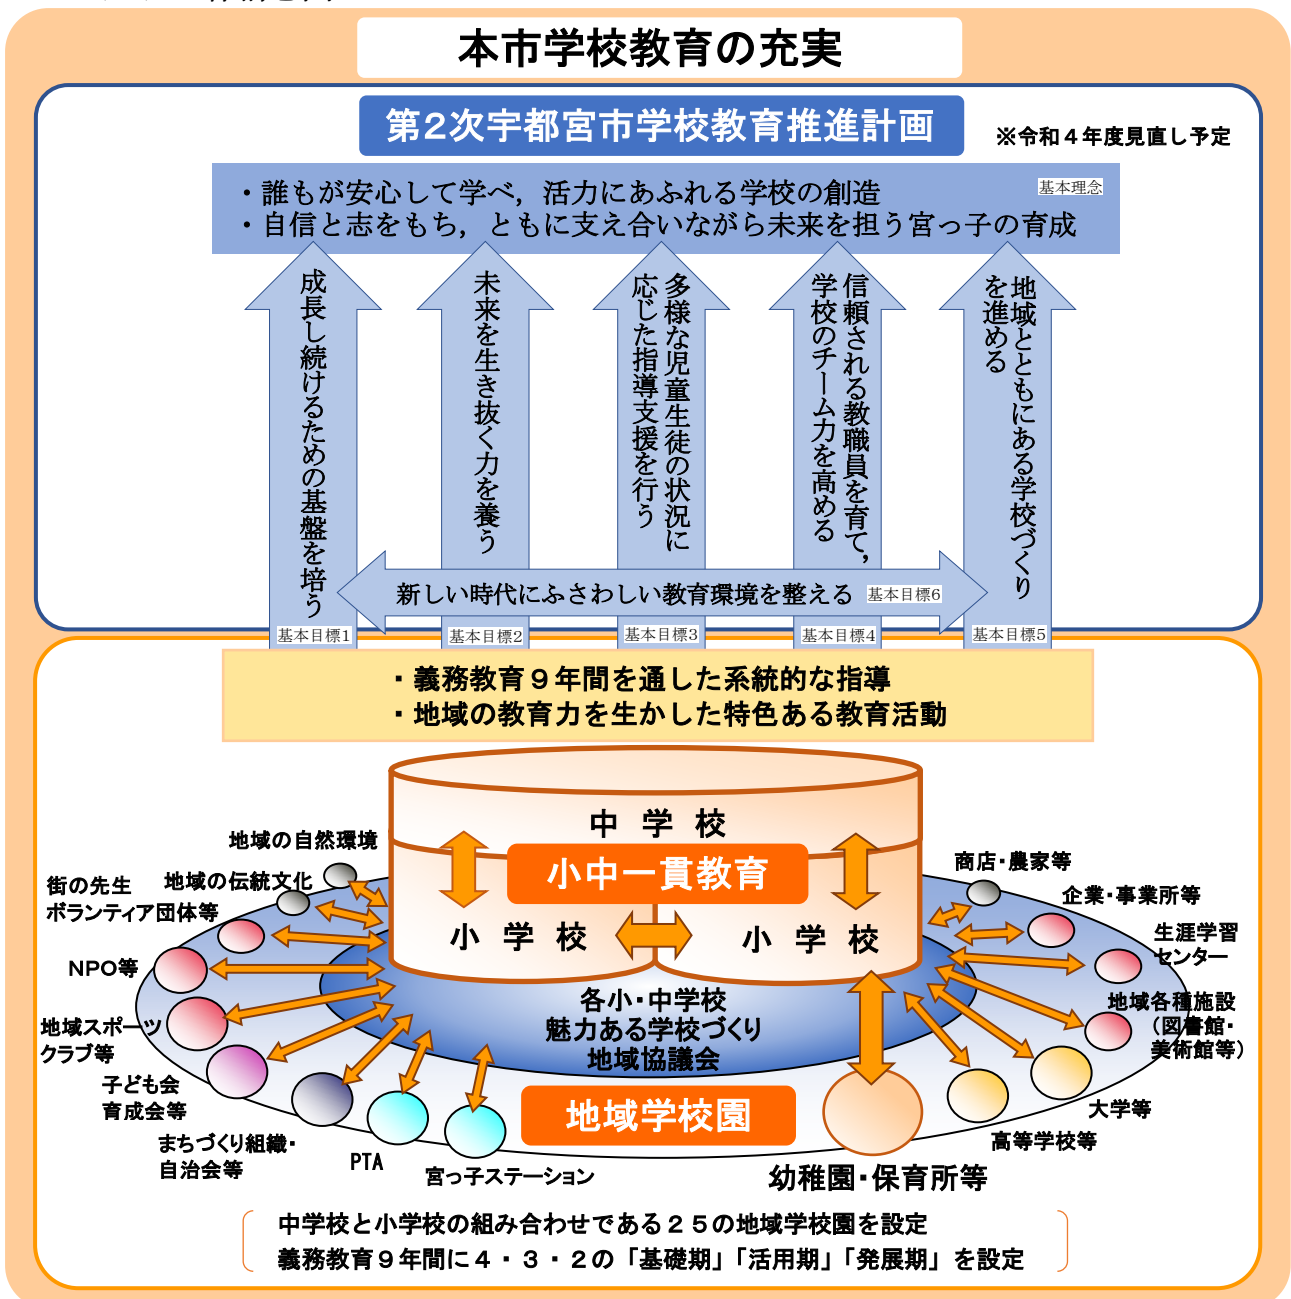 本市学校教育の充実
第2次宇都宮市学校教育推進計画
※令和４年度見直し予定
基本理念
・誰もが安心して学べ，活力にあふれる学校の創造
・自信と志をもち，ともに支え合いながら未来を担う宮っ子の育成
成長し続けるための基盤を培う
未来を生き抜く力を養う
多様な児童生徒の状況に
応じた指導支援を行う
信頼される教職員を育て，
学校のチーム力を高める
地域とともにある学校づくり
を進める
新しい時代にふさわしい教育環境を整える
基本目標6
基本目標1
基本目標2
基本目標3
基本目標4
基本目標5
・義務教育９年間を通した系統的な指導
・地域の教育力を生かした特色ある教育活動
中 学 校
小中一貫教育
小 学 校
小 学 校
地域の自然環境
地域の伝統文化
街の先生
ボランティア団体等
NPO等
地域スポーツ
クラブ等
子ども会
育成会等
まちづくり組織・
自治会等
PTA
宮っ子ステーション
商店・農家等
企業・事業所等
生涯学習
センター
地域各種施設
（図書館・
美術館等）
大学等
高等学校等
幼稚園・保育所等
各小・中学校
魅力ある学校づくり
地域協議会
地域学校園
中学校と小学校の組み合わせである２５の地域学校園を設定
義務教育９年間に４・３・２の「基礎期」「活用期」「発展期」を設定